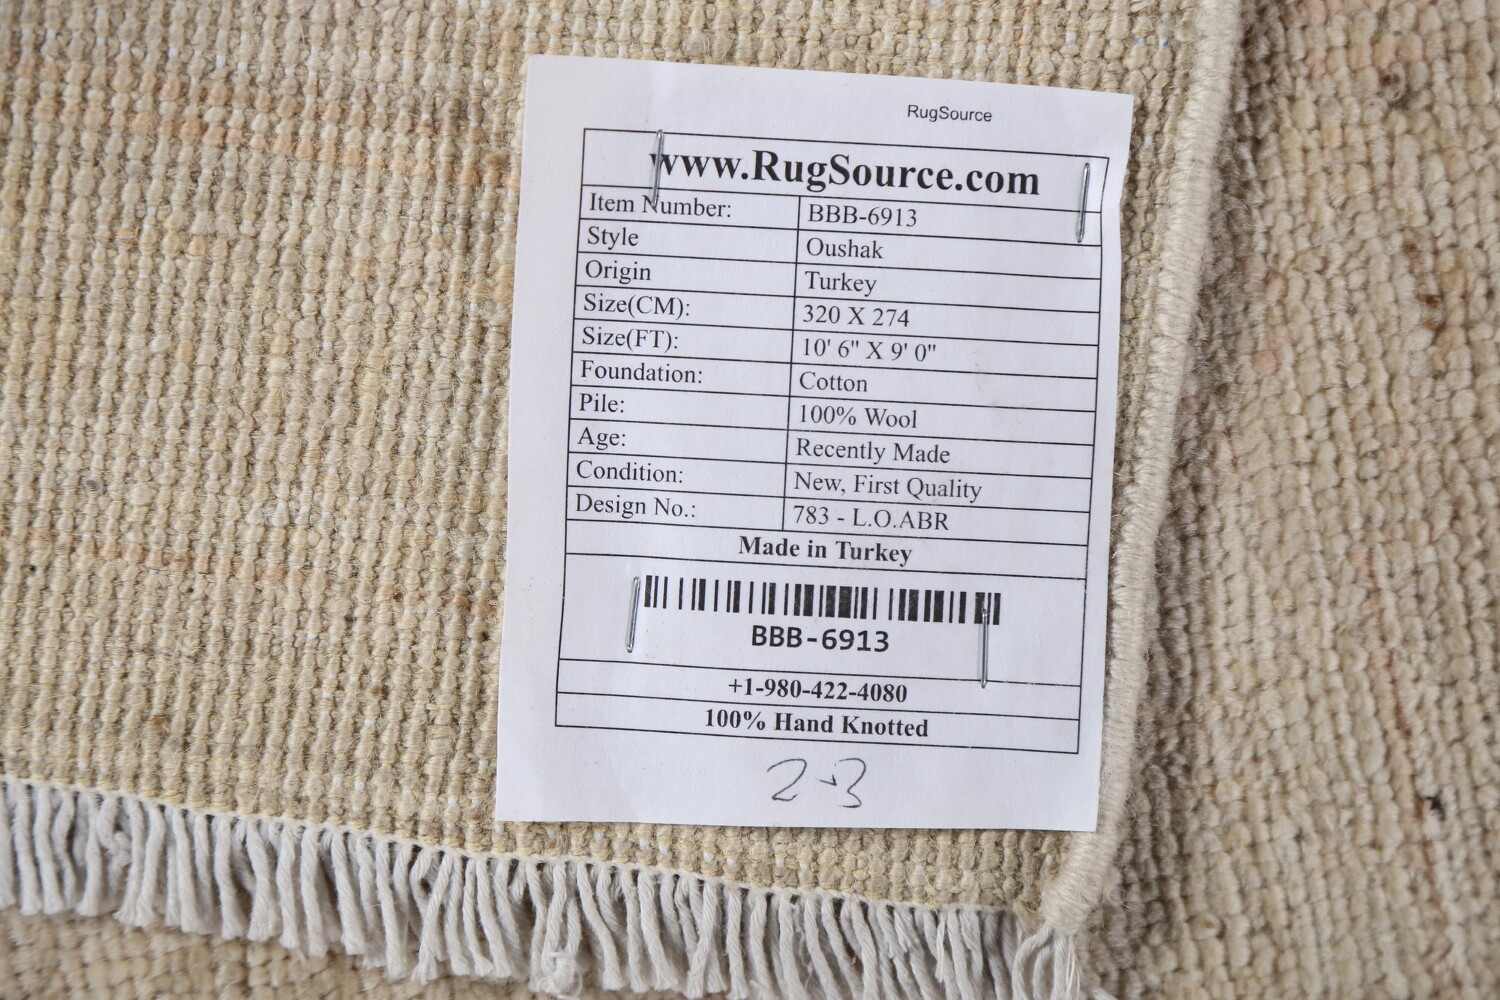 RugSource
www.RugSource.com
Item Number: BBB-6913
Style Oushak
Origin Turkey
Size(CM): 320 X 274
Size(FT): 10' 6" X 9' 0"
Foundation: Cotton
Pile: 100% Wool
Age: Recently Made
Condition: New, First Quality
Design No.: 783 - L.O.ABR
Made in Turkey
BBB-6913
+1-980-422-4080
100% Hand Knotted
2-3